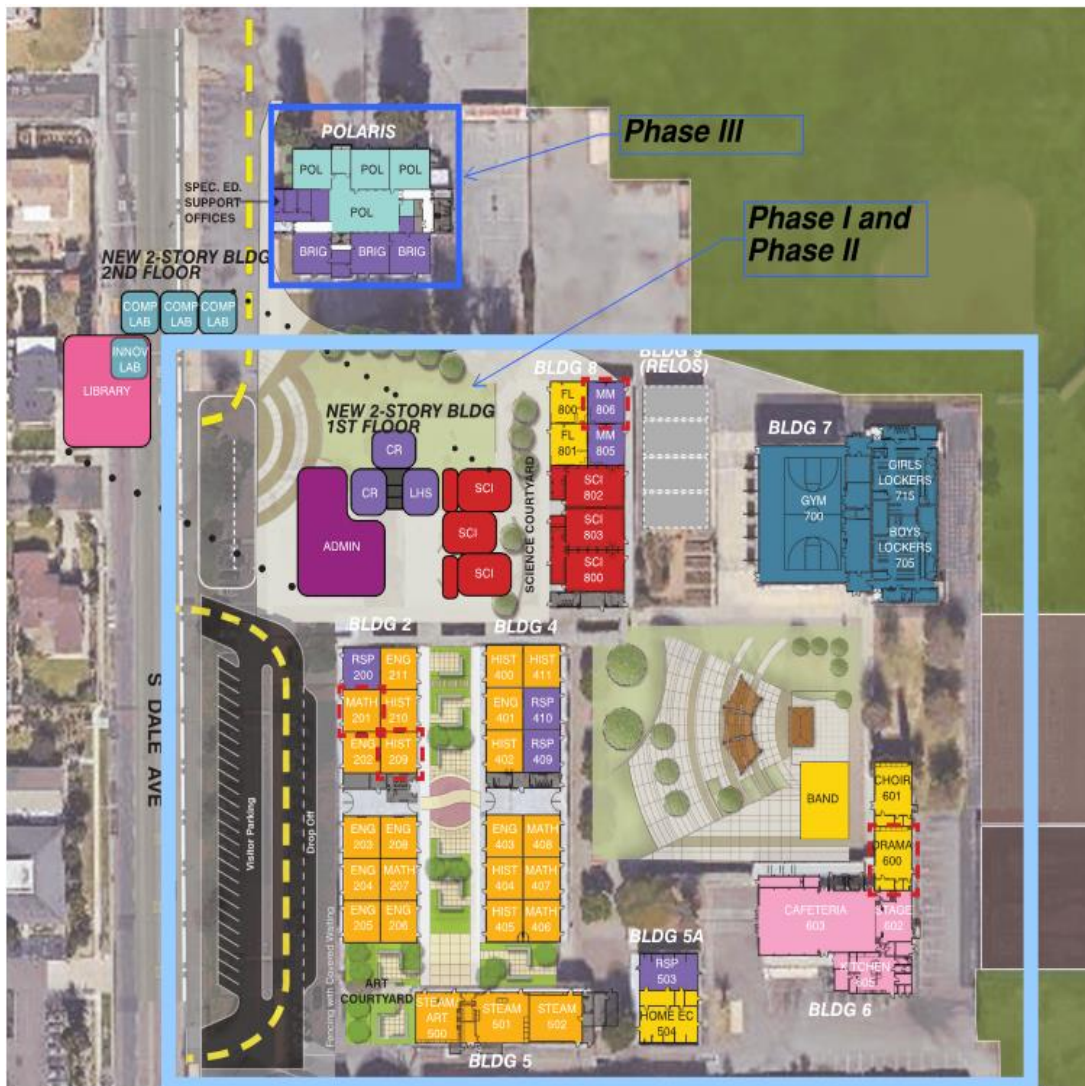 POLARIS
Phase III
POL
POL
POL
SPEC. ED.
SUPPORT
OFFICES
POL
BRIG
BRIG
BRIG
Phase I and
Phase II
NEW 2-STORY BLDG
2ND FLOOR
COMP
LAB
COMP
LAB
COMP
LAB
INNOV
LAB
LIBRARY
NEW 2-STORY BLDG
1ST FLOOR
CR
CR
LHS
ADMIN
SCI
SCI
SCI
SCIENCE COURTYARD
BLDG 8
FL
800
MM
806
FL
801
MM
805
SCI
802
SCI
803
SCI
800
BLDG 9
(RELOS)
BLDG 7
GYM
700
GIRLS
LOCKERS
715
BOYS
LOCKERS
705
S DALE AVE
Visitor Parking
Drop Off
Fencing with Covered Waiting
BLDG 2
RSP
200
ENG
211
MATH
201
HIST
210
ENG
202
HIST
209
ENG
203
ENG
208
ENG
204
MATH
207
ENG
205
ENG
206
BLDG 4
HIST
400
HIST
411
ENG
401
RSP
410
HIST
402
RSP
409
ENG
403
MATH
408
HIST
404
MATH
407
HIST
405
MATH
406
BAND
CHOIR
601
DRAMA
600
CAFETERIA
603
STAGE
602
KITCHEN
605
BLDG 6
BLDG 5A
RSP
503
HOME EC
504
ART
COURTYARD
STEAM
ART
500
STEAM
501
STEAM
502
BLDG 5